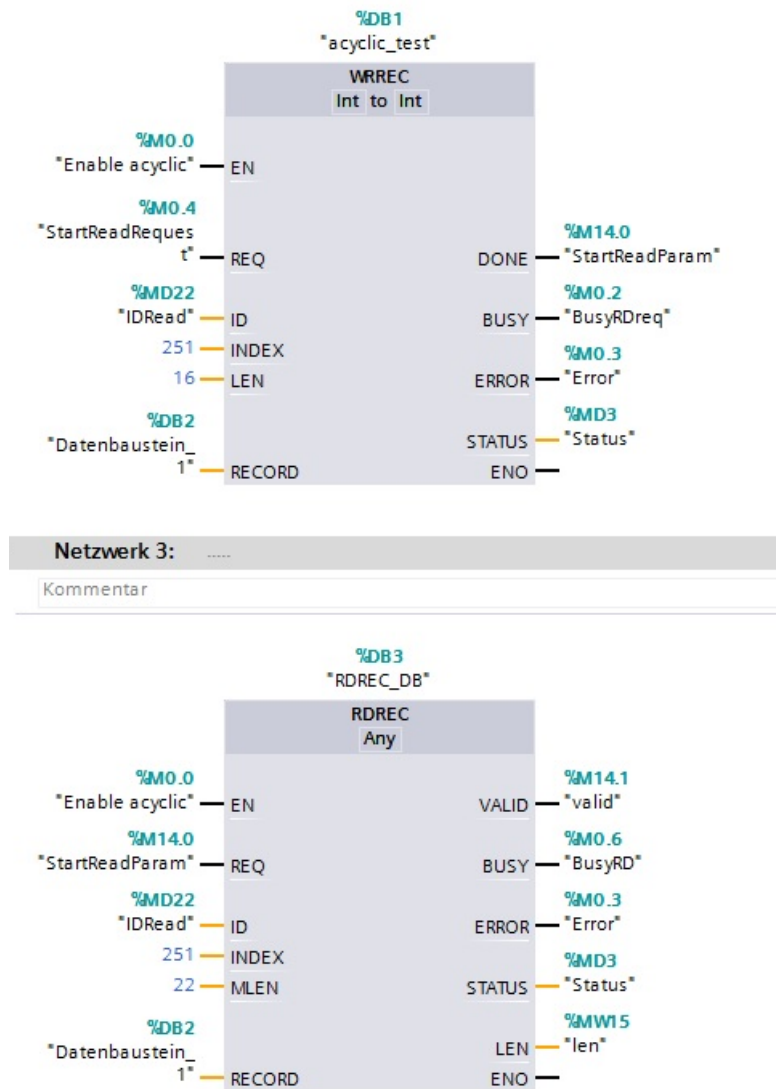 %DB1
"acyclic_test"
WRREC
Int to Int
%M0.0
"Enable acyclic" EN
%M0.4
"StartReadReques
t" REQ
%M14.0
DONE "StartReadParam"
%MD22
"IDRead" ID
%M0.2
BUSY "BusyRDreq"
251 INDEX
16 LEN
%M0.3
ERROR "Error"
%DB2
"Datenbaustein_
1" RECORD
%MD3
STATUS "Status"
ENO
Netzwerk 3: .....
Kommentar
%DB3
"RDREC_DB"
RDREC
Any
%M0.0
"Enable acyclic" EN
%M14.1
VALID "valid"
%M14.0
"StartReadParam" REQ
%M0.6
BUSY "BusyRD"
%MD22
"IDRead" ID
%M0.3
ERROR "Error"
251 INDEX
22 MLEN
%MD3
STATUS "Status"
%DB2
"Datenbaustein_
1" RECORD
%MW15
LEN "len"
ENO